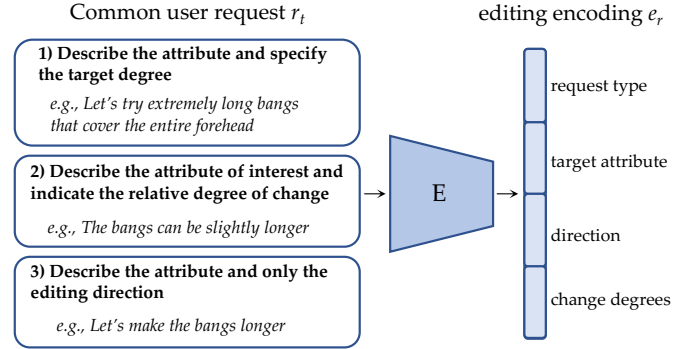 Common user request r_t
editing encoding e_r
1) Describe the attribute and specify
the target degree
e.g., Let's try extremely long bangs
that cover the entire forehead
2) Describe the attribute of interest and
indicate the relative degree of change
e.g., The bangs can be slightly longer
3) Describe the attribute and only the
editing direction
e.g., Let's make the bangs longer
E
request type
target attribute
direction
change degrees